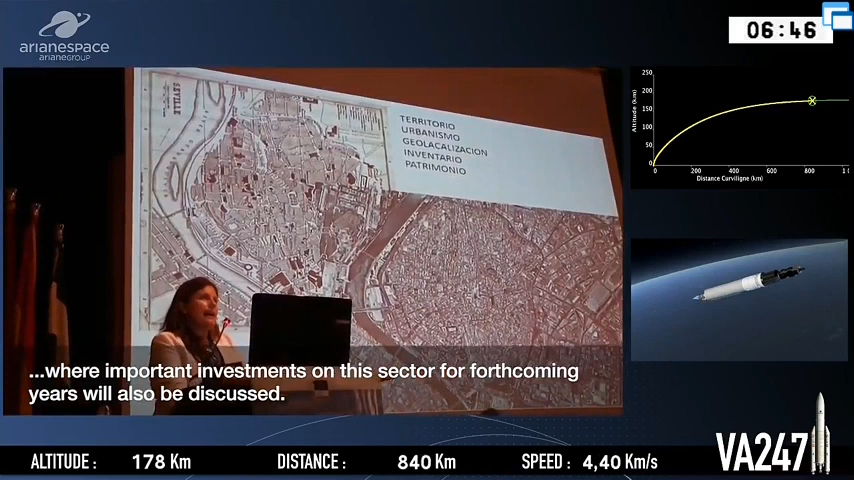 arianespace
ARIANEGROUP
06:46
SEVILLE
TERRITORIO
URBANISMO
GEOLACALIZACION
INVENTARIO
PATRIMONIO
...where important investments on this sector for forthcoming
years will also be discussed.
Altitude (km)
250
200
150
100
50
0
0 200 400 600 800
Distance Curviligne (km)
ALTITUDE : 178 Km DISTANCE : 840 Km SPEED : 4,40 Km/s
VA247